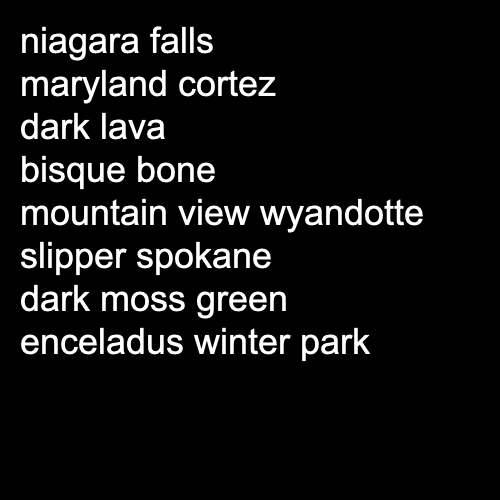 niagara falls
maryland cortez
dark lava
bisque bone
mountain view wyandotte
slipper spokane
dark moss green
enceladus winter park